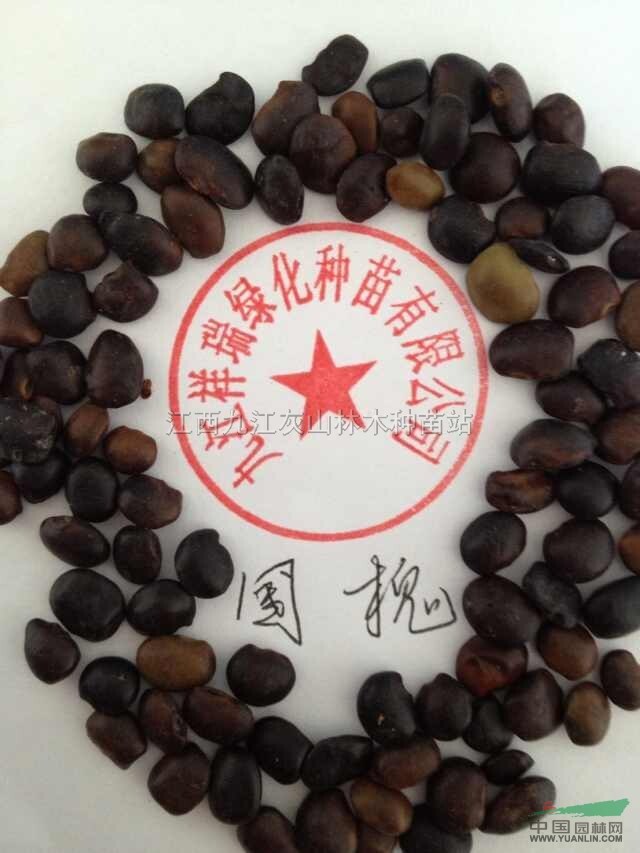 九江祥瑞绿化种苗有限公司
江西九江灰山林木种苗站
国 槐
中国园林网
WWW.YUANLIN.COM